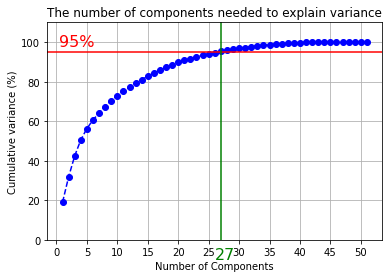 The number of components needed to explain variance
95%
Cumulative variance (%)
100
80
60
40
20
0
0 5 10 15 20 25 30 35 40 45 50
27
Number of Components